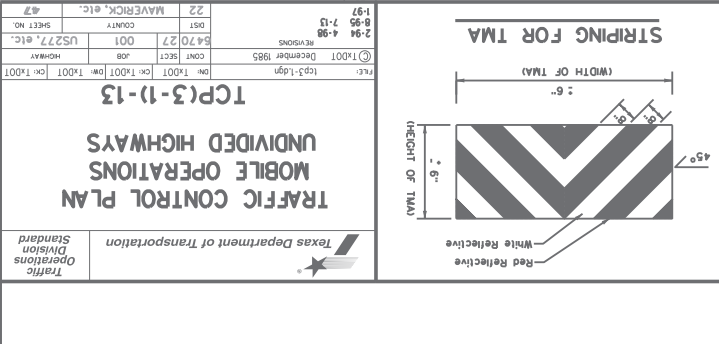 Red Reflective
White Reflective
45°
8"
8"
± 6"
(HEIGHT OF TMA)
± 6"
(WIDTH OF TMA)
STRIPING FOR TMA
Texas Department of Transportation
Traffic
Operations
Division
Standard
TRAFFIC CONTROL PLAN
MOBILE OPERATIONS
UNDIVIDED HIGHWAYS
TCP(3-1)-13
FILE: tcp3-1.dgn DN: TxDOT CK: TxDOT DW: TxDOT CK: TxDOT
© TxDOT December 1985 CONT SECT JOB HIGHWAY
REVISIONS 6470 27 001 US277, etc.
2-94 4-98
8-95 7-13 DIST COUNTY SHEET NO.
1-97 22 MAVERICK, etc. 47